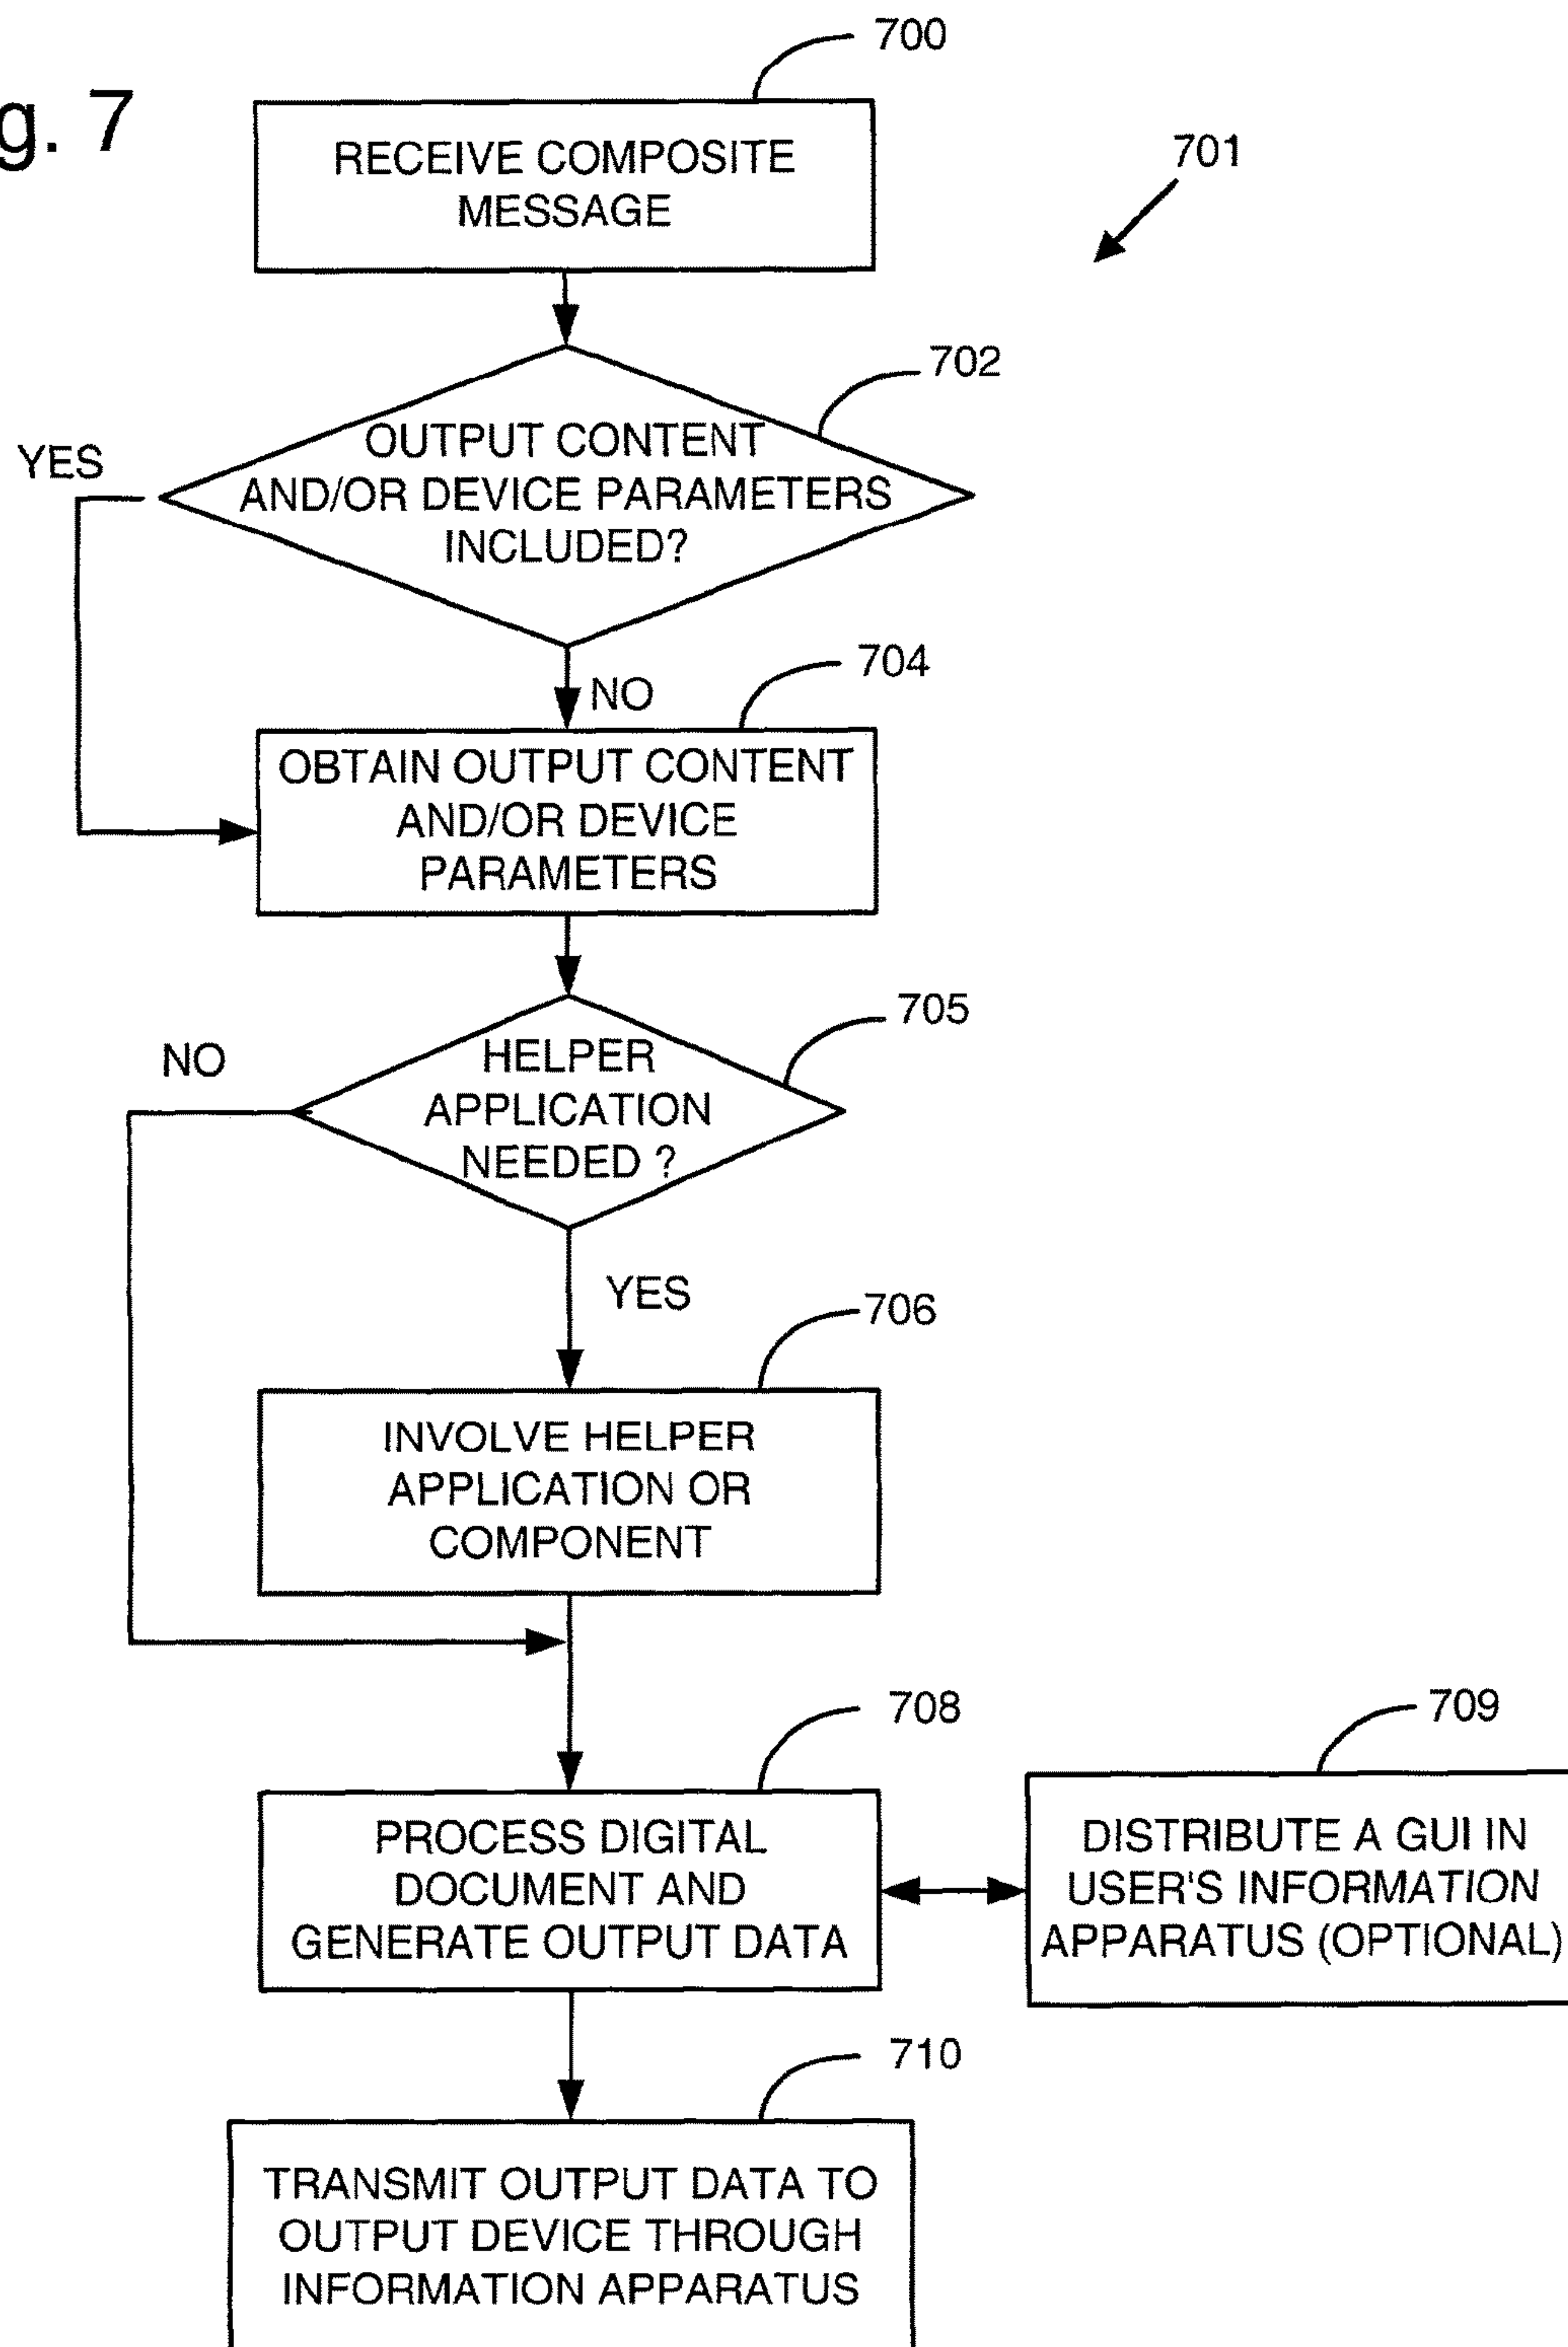 g. 7
700
RECEIVE COMPOSITE
MESSAGE
701
702
YES
OUTPUT CONTENT
AND/OR DEVICE PARAMETERS
INCLUDED?
704
NO
OBTAIN OUTPUT CONTENT
AND/OR DEVICE
PARAMETERS
705
NO
HELPER
APPLICATION
NEEDED ?
YES
706
INVOLVE HELPER
APPLICATION OR
COMPONENT
708
709
PROCESS DIGITAL
DOCUMENT AND
GENERATE OUTPUT DATA
DISTRIBUTE A GUI IN
USER'S INFORMATION
APPARATUS (OPTIONAL)
710
TRANSMIT OUTPUT DATA TO
OUTPUT DEVICE THROUGH
INFORMATION APPARATUS